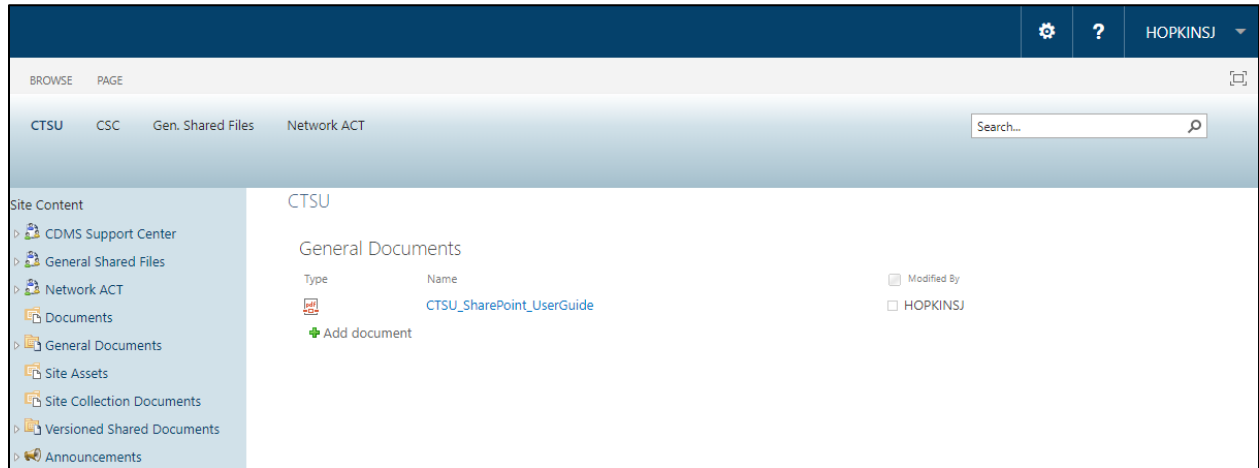 ? HOPKINSJ
BROWSE PAGE
CTSU CSC Gen. Shared Files Network ACT Search...
Site Content
CDMS Support Center
General Shared Files
Network ACT
Documents
General Documents
Site Assets
Site Collection Documents
Versioned Shared Documents
Announcements
CTSU
General Documents
Type Name Modified By
pdf CTSU_SharePoint_UserGuide HOPKINSJ
Add document